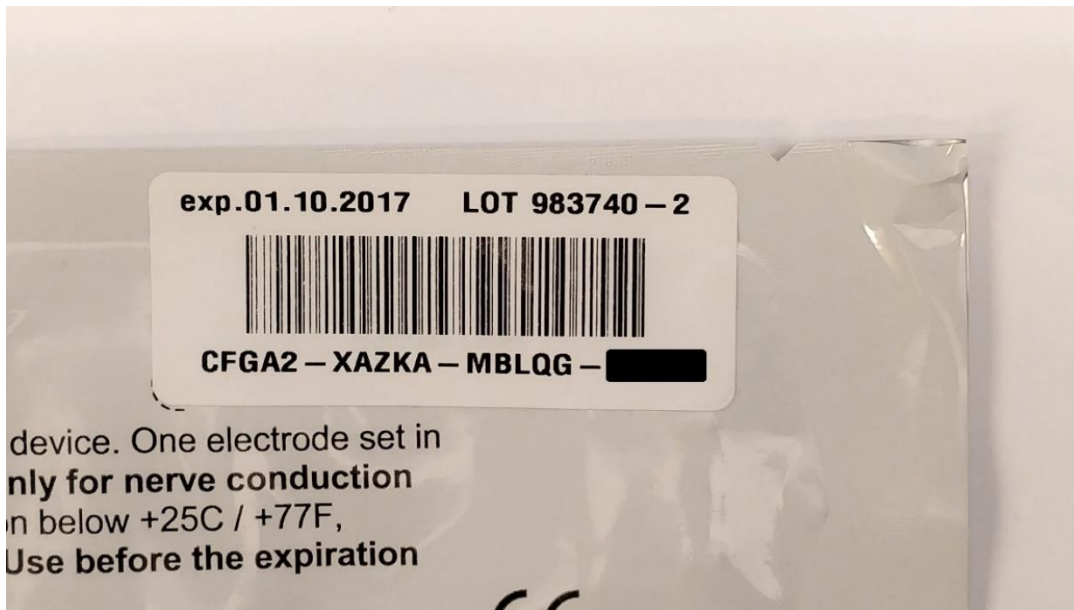 exp.01.10.2017 LOT 983740-2
CFGA2-XAZKA-MBLQG-
device. One electrode set in
for nerve conduction
below +25C / +77F,
Use before the expiration
CE